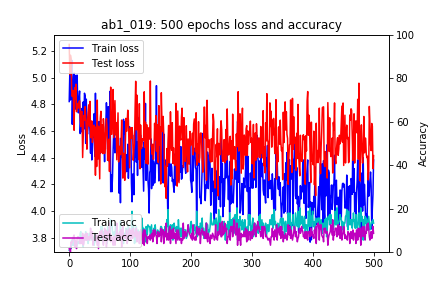 ab1_019: 500 epochs loss and accuracy
Train loss
Test loss
Train acc
Test acc
Loss
5.2
5.0
4.8
4.6
4.4
4.2
4.0
3.8
0
100
200
300
400
500
100
80
60
40
20
0
Accuracy